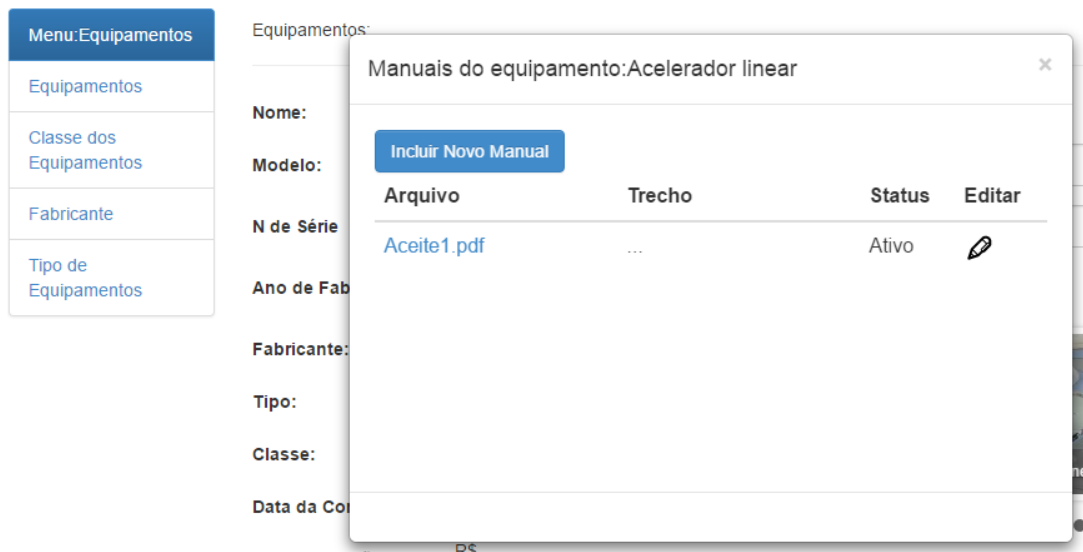 Menu:Equipamentos
Equipamentos
Classe dos
Equipamentos
Fabricante
Tipo de
Equipamentos
Equipamentos:
Nome:
Modelo:
N de Série
Ano de Fab
Fabricante:
Tipo:
Classe:
Data da Co
R$
Manuais do equipamento:Acelerador linear
×
Incluir Novo Manual
Arquivo Trecho Status Editar
Aceite1.pdf ... Ativo